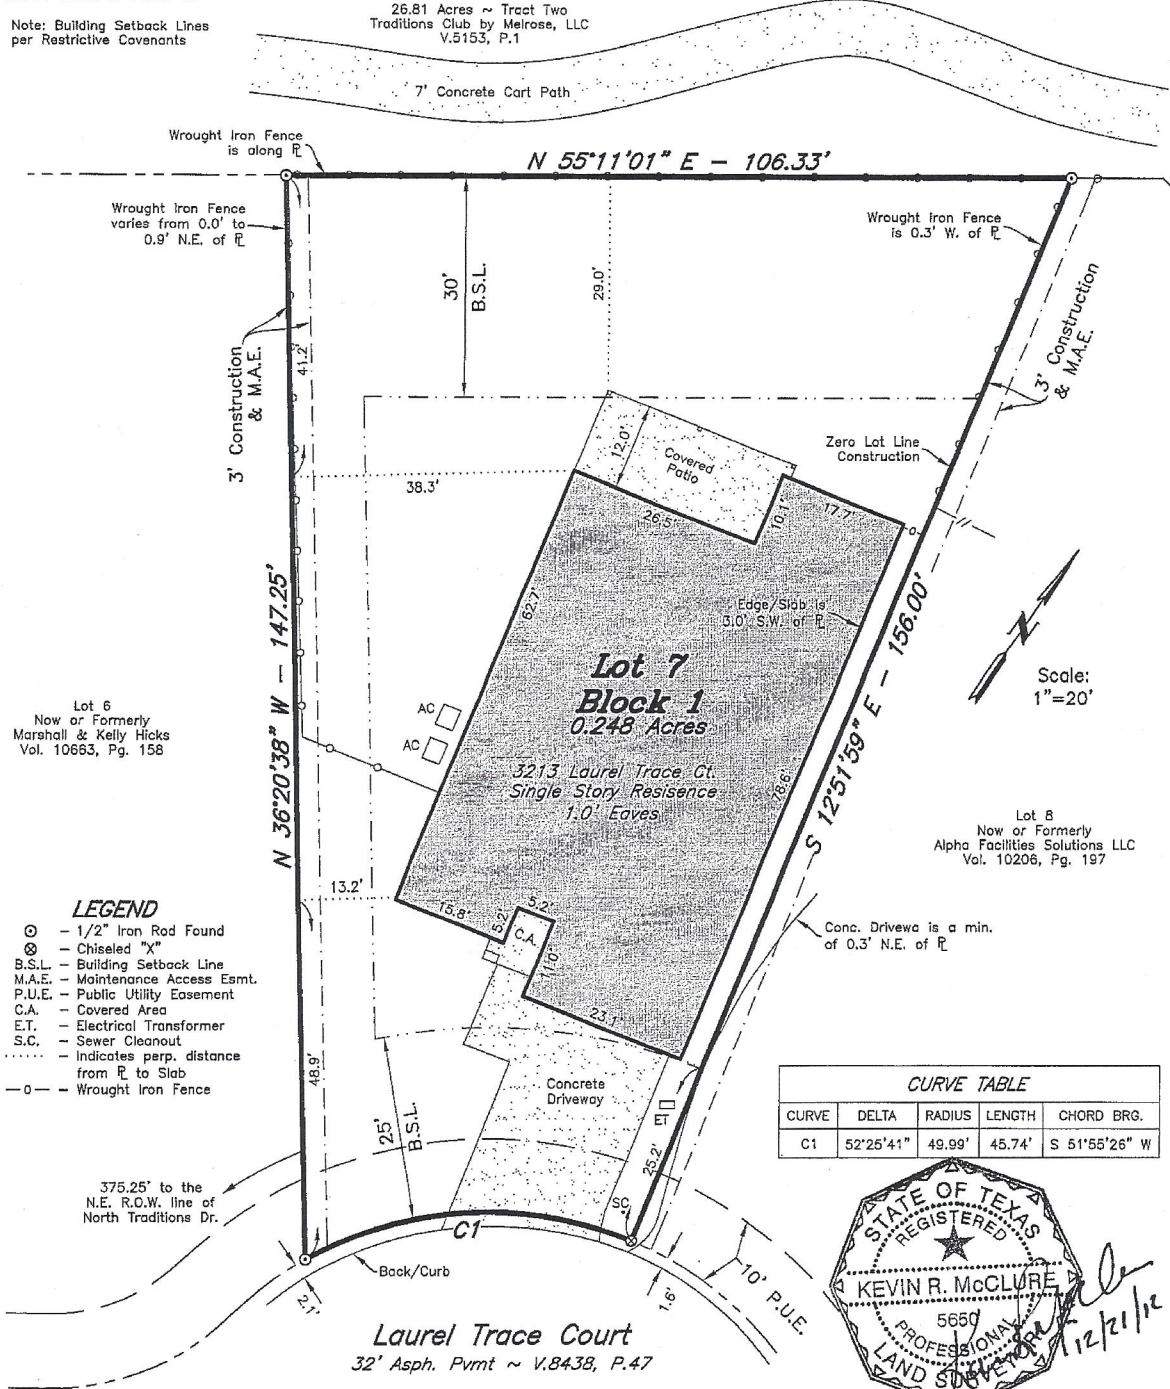 Note: Building Setback Lines
per Restrictive Covenants
26.81 Acres ~ Tract Two
Traditions Club by Melrose, LLC
V.5153, P.1
7' Concrete Cart Path
Wrought Iron Fence
is along PL
N 55°11'01" E - 106.33'
Wrought Iron Fence
varies from 0.0' to
0.9' N.E. of PL
Wrought Iron Fence
is 0.3' W. of PL
30'
B.S.L.
29.0'
41.2'
3' Construction
& M.A.E.
3' Construction
& M.A.E.
Zero Lot Line
Construction
12.0'
Covered
Patio
38.3'
26.5'
10.1'
17.7'
62.7'
Edge/Slab is
3.0' S.W. of PL
N 36°20'38" W - 147.25'
S 12°51'59" E - 156.00'
N
Scale:
1"=20'
Lot 7
Block 1
0.248 Acres
3213 Laurel Trace Ct.
Single Story Resisence
1.0' Eaves
AC
AC
78.6'
Lot 6
Now or Formerly
Marshall & Kelly Hicks
Vol. 10663, Pg. 158
Lot 8
Now or Formerly
Alpha Facilities Solutions LLC
Vol. 10206, Pg. 197
13.2'
15.8'
5.2'
5.2'
C.A.
11.0'
23.1'
Conc. Drivewa is a min.
of 0.3' N.E. of PL
LEGEND
- 1/2" Iron Rod Found
- Chiseled "X"
B.S.L. - Building Setback Line
M.A.E. - Maintenance Access Esmt.
P.U.E. - Public Utility Easement
C.A. - Covered Area
E.T. - Electrical Transformer
S.C. - Sewer Cleanout
...... - Indicates perp. distance
from PL to Slab
—o— - Wrought Iron Fence
48.9'
25'
B.S.L.
Concrete
Driveway
ET
25.2'
SC
CURVE TABLE
CURVE DELTA RADIUS LENGTH CHORD BRG.
C1 52°25'41" 49.99' 45.74' S 51°55'26" W
375.25' to the
N.E. R.O.W. line of
North Traditions Dr.
C1
Back/Curb
2.1'
1.6'
10' P.U.E.
Laurel Trace Court
32' Asph. Pvmt ~ V.8438, P.47
STATE OF TEXAS
REGISTERED
KEVIN R. McCLURE
5650
PROFESSIONAL
LAND SURVEYOR
12/21/12